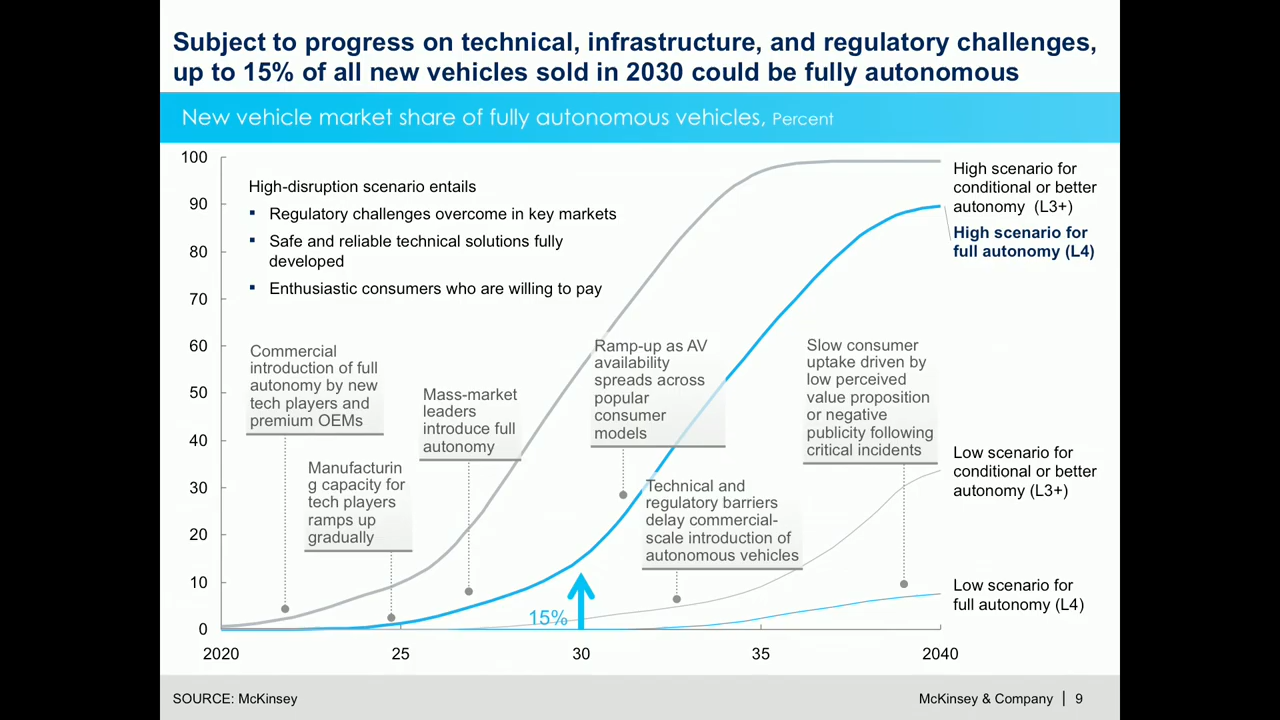 Subject to progress on technical, infrastructure, and regulatory challenges,
up to 15% of all new vehicles sold in 2030 could be fully autonomous
New vehicle market share of fully autonomous vehicles, Percent
100
90
80
70
60
50
40
30
20
10
0
High-disruption scenario entails
▪ Regulatory challenges overcome in key markets
▪ Safe and reliable technical solutions fully
developed
▪ Enthusiastic consumers who are willing to pay
Commercial
introduction of full
autonomy by new
tech players and
premium OEMs
Manufacturin
g capacity for
tech players
ramps up
gradually
Mass-market
leaders
introduce full
autonomy
Ramp-up as AV
availability
spreads across
popular
consumer
models
Technical and
regulatory barriers
delay commercial-
scale introduction of
autonomous vehicles
Slow consumer
uptake driven by
low perceived
value proposition
or negative
publicity following
critical incidents
High scenario for
conditional or better
autonomy (L3+)
High scenario for
full autonomy (L4)
Low scenario for
conditional or better
autonomy (L3+)
Low scenario for
full autonomy (L4)
15%
2020
25
30
35
2040
SOURCE: McKinsey
McKinsey & Company | 9